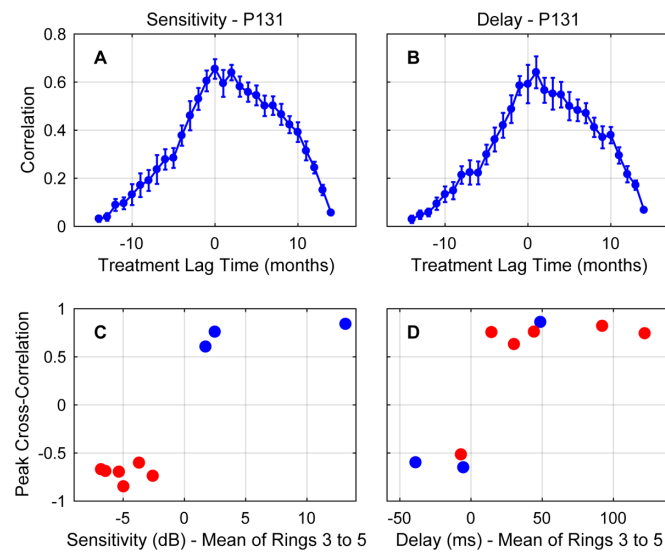 Sensitivity - P131
Delay - P131
A
B
Correlation
0.8
0.6
0.4
0.2
0
-10
0
10
-10
0
10
Treatment Lag Time (months)
Treatment Lag Time (months)
C
D
Peak Cross-Correlation
1
0.5
0
-0.5
-1
-5
0
5
10
-50
0
50
100
Sensitivity (dB) - Mean of Rings 3 to 5
Delay (ms) - Mean of Rings 3 to 5